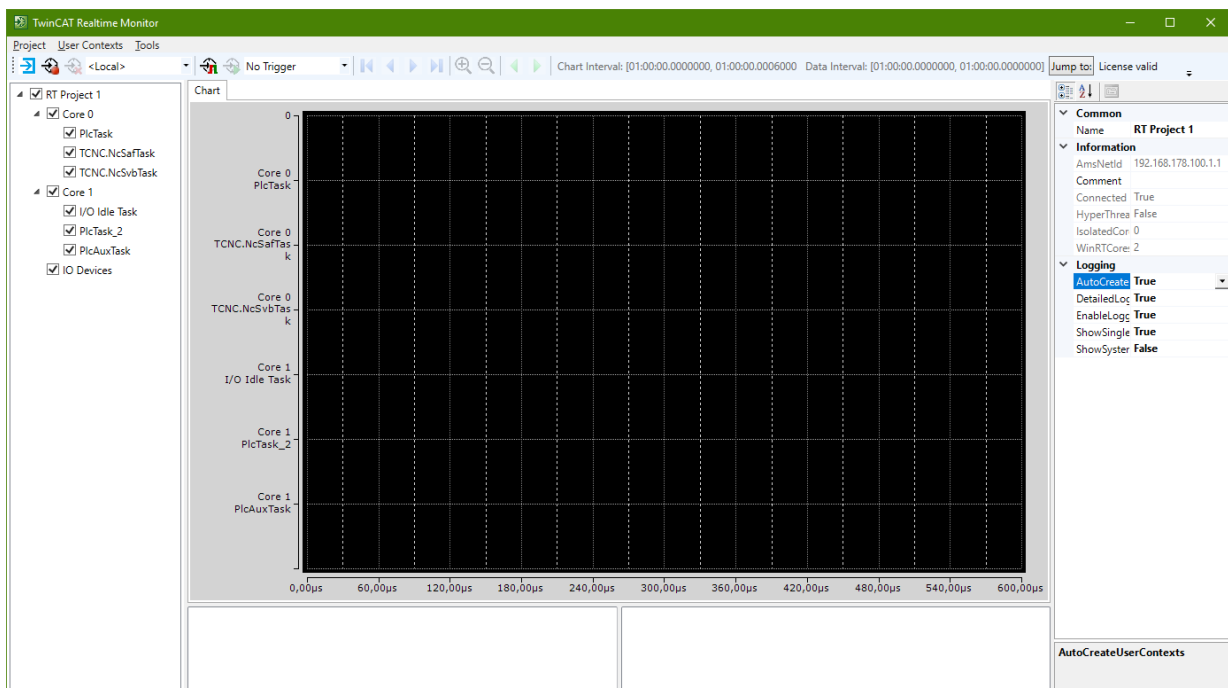 TwinCAT Realtime Monitor
Project User Contexts Tools
<Local> No Trigger Chart Interval: [01:00:00.0000000, 01:00:00.0006000] Data Interval: [01:00:00.0000000, 01:00:00.0000000] Jump to: License valid
RT Project 1
Core 0
PlcTask
TCNC.NcSafTask
TCNC.NcSvbTask
Core 1
I/O Idle Task
PlcTask_2
PlcAuxTask
IO Devices
Chart
0
Core 0
PlcTask
Core 0
TCNC.NcSafTas
k
Core 0
TCNC.NcSvbTas
k
Core 1
I/O Idle Task
Core 1
PlcTask_2
Core 1
PlcAuxTask
0,00µs 60,00µs 120,00µs 180,00µs 240,00µs 300,00µs 360,00µs 420,00µs 480,00µs 540,00µs 600,00µs
Common
Name RT Project 1
Information
AmsNetId 192.168.178.100.1.1
Comment
Connected True
HyperThrea False
IsolatedCor 0
WinRTCore: 2
Logging
AutoCreate True
DetailedLog True
EnableLogg True
ShowSingle True
ShowSyster False
AutoCreateUserContexts